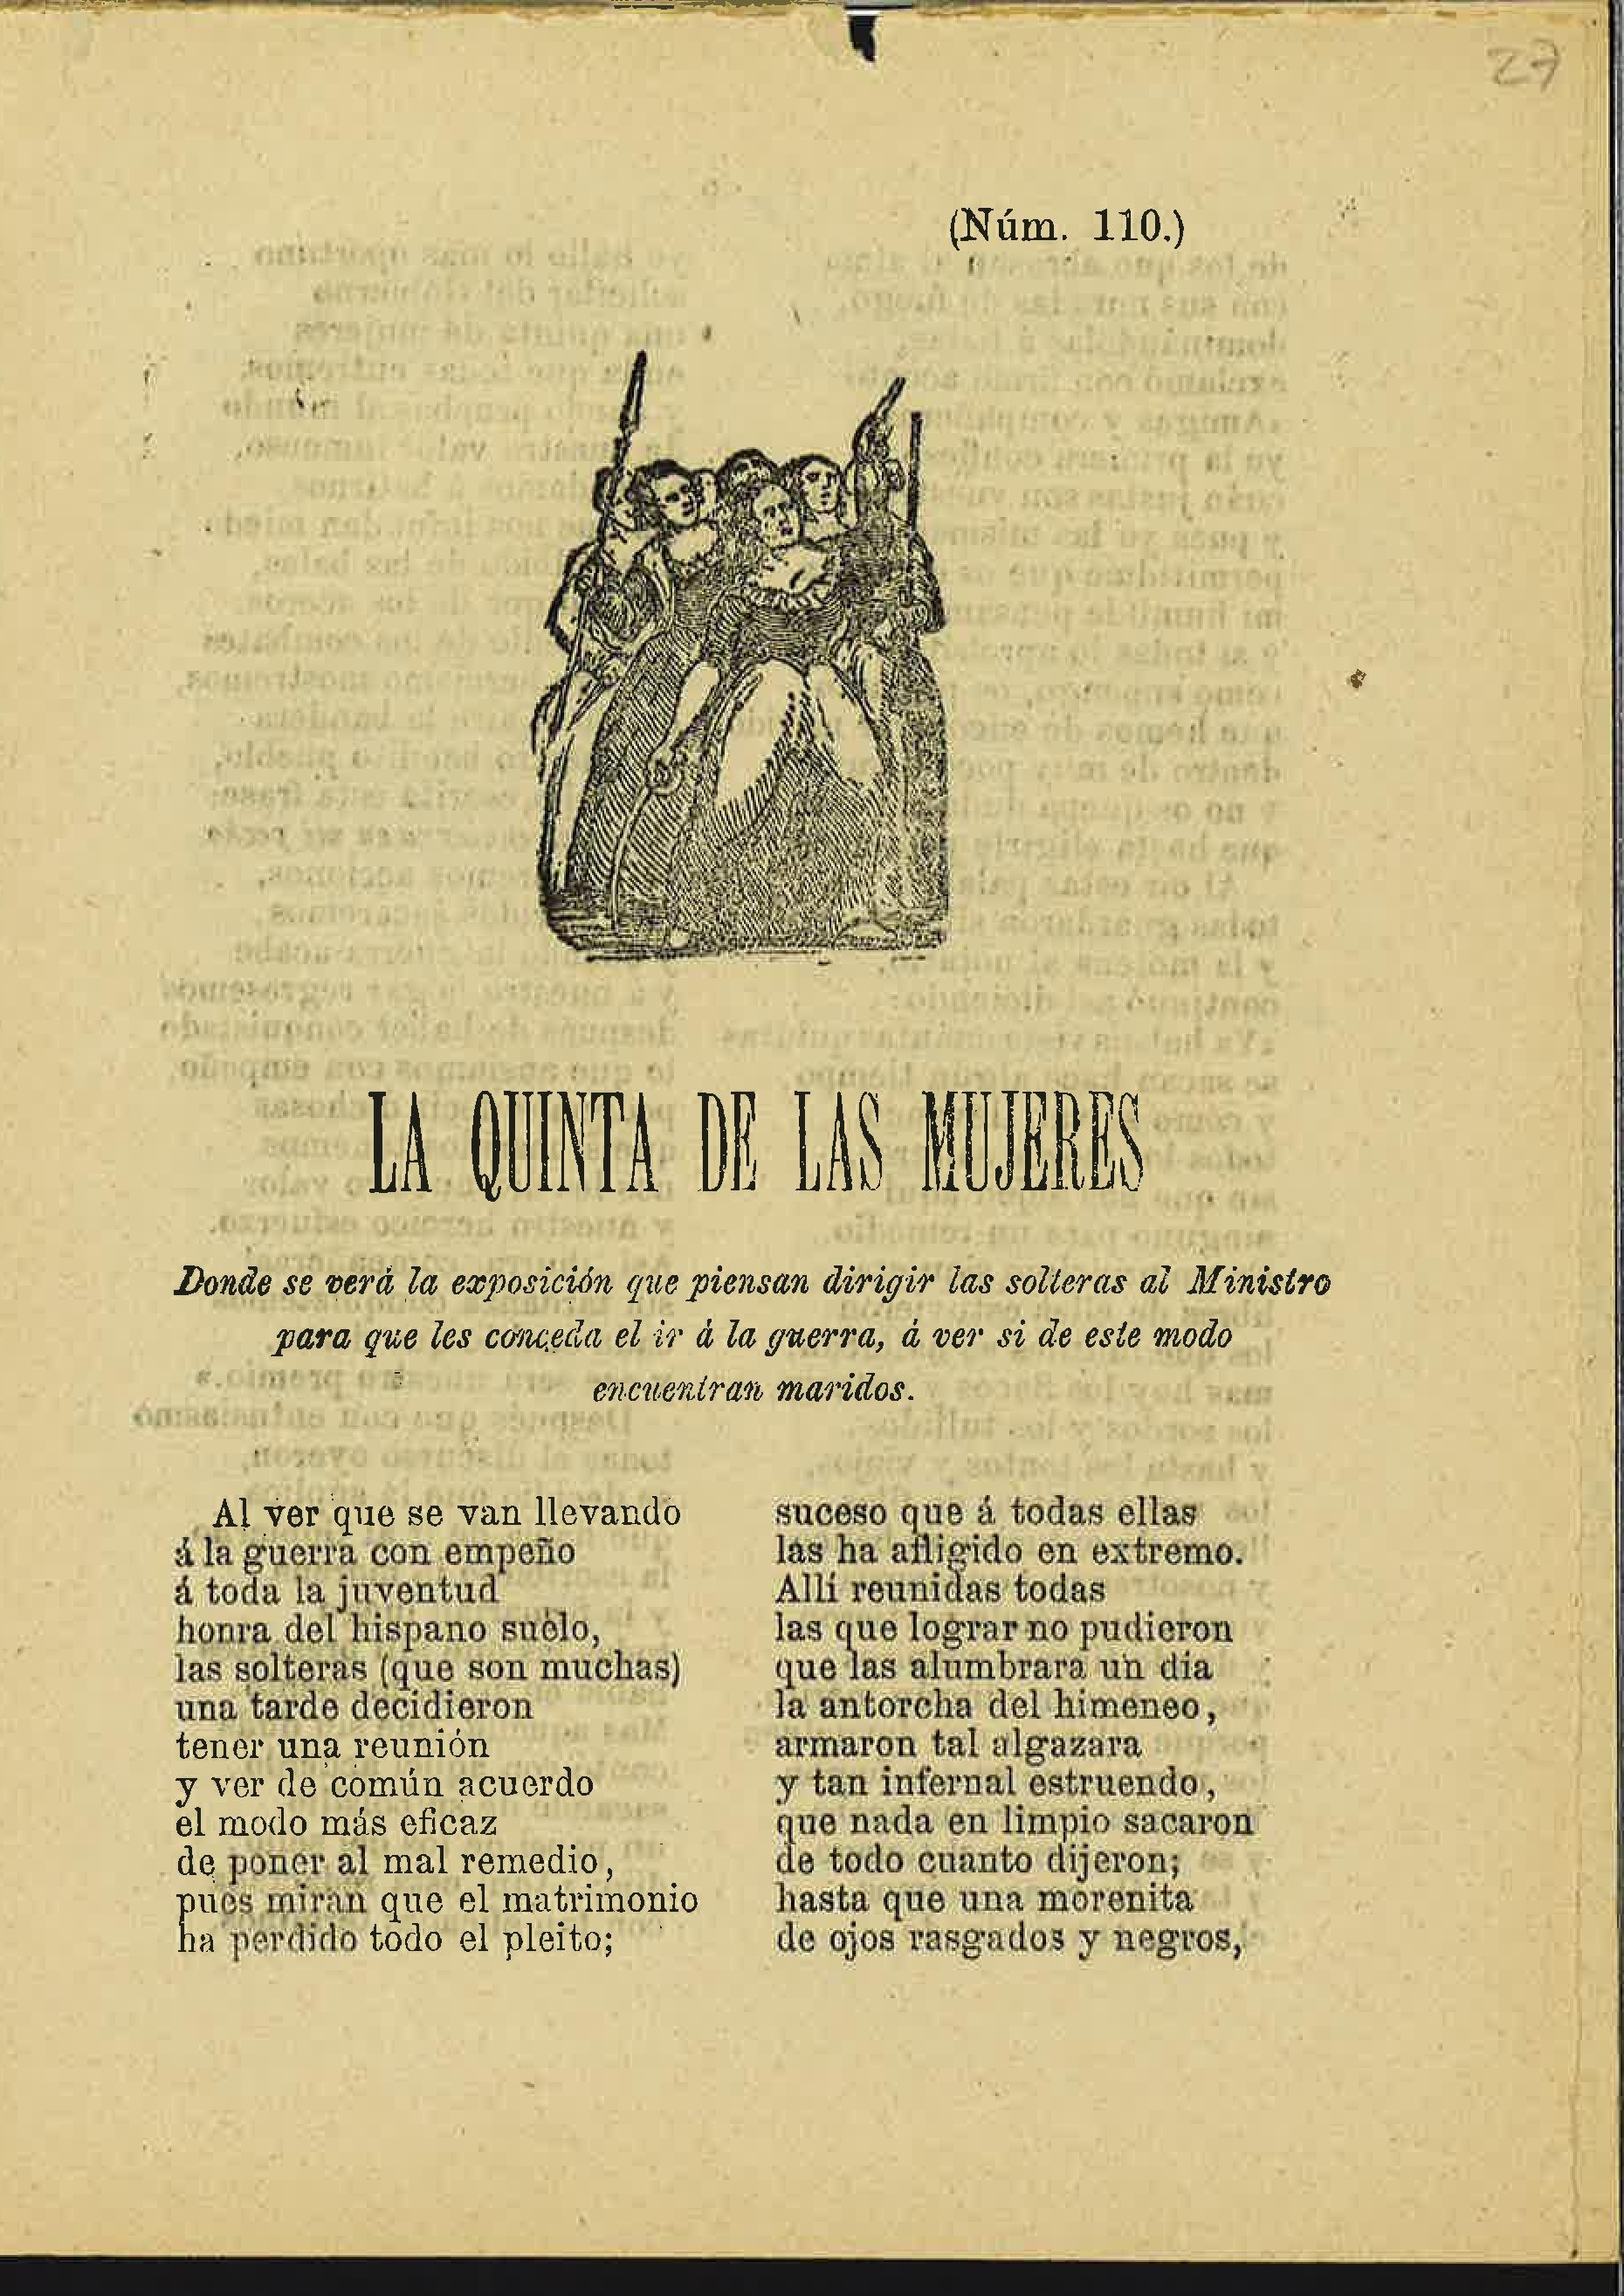 27
(Núm. 110.)
LA QUINTA DE LAS MUJERES
Donde se verá la exposición que piensan dirigir las solteras al Ministro
para que les conceda el ir á la guerra, á ver si de este modo
encuentran maridos.
Al ver que se van llevando
á la guerra con empeño
á toda la juventud
honra del hispano suelo,
las solteras (que son muchas)
una tarde decidieron
tener una reunión
y ver de común acuerdo
el modo más eficaz
de poner al mal remedio,
pues miran que el matrimonio
ha perdido todo el pleito;
suceso que á todas ellas
las ha afligido en extremo.
Allí reunidas todas
las que lograr no pudieron
que las alumbrara un día
la antorcha del himeneo,
armaron tal algazara
y tan infernal estruendo,
que nada en limpio sacaron
de todo cuanto dijeron;
hasta que una morenita
de ojos rasgados y negros,